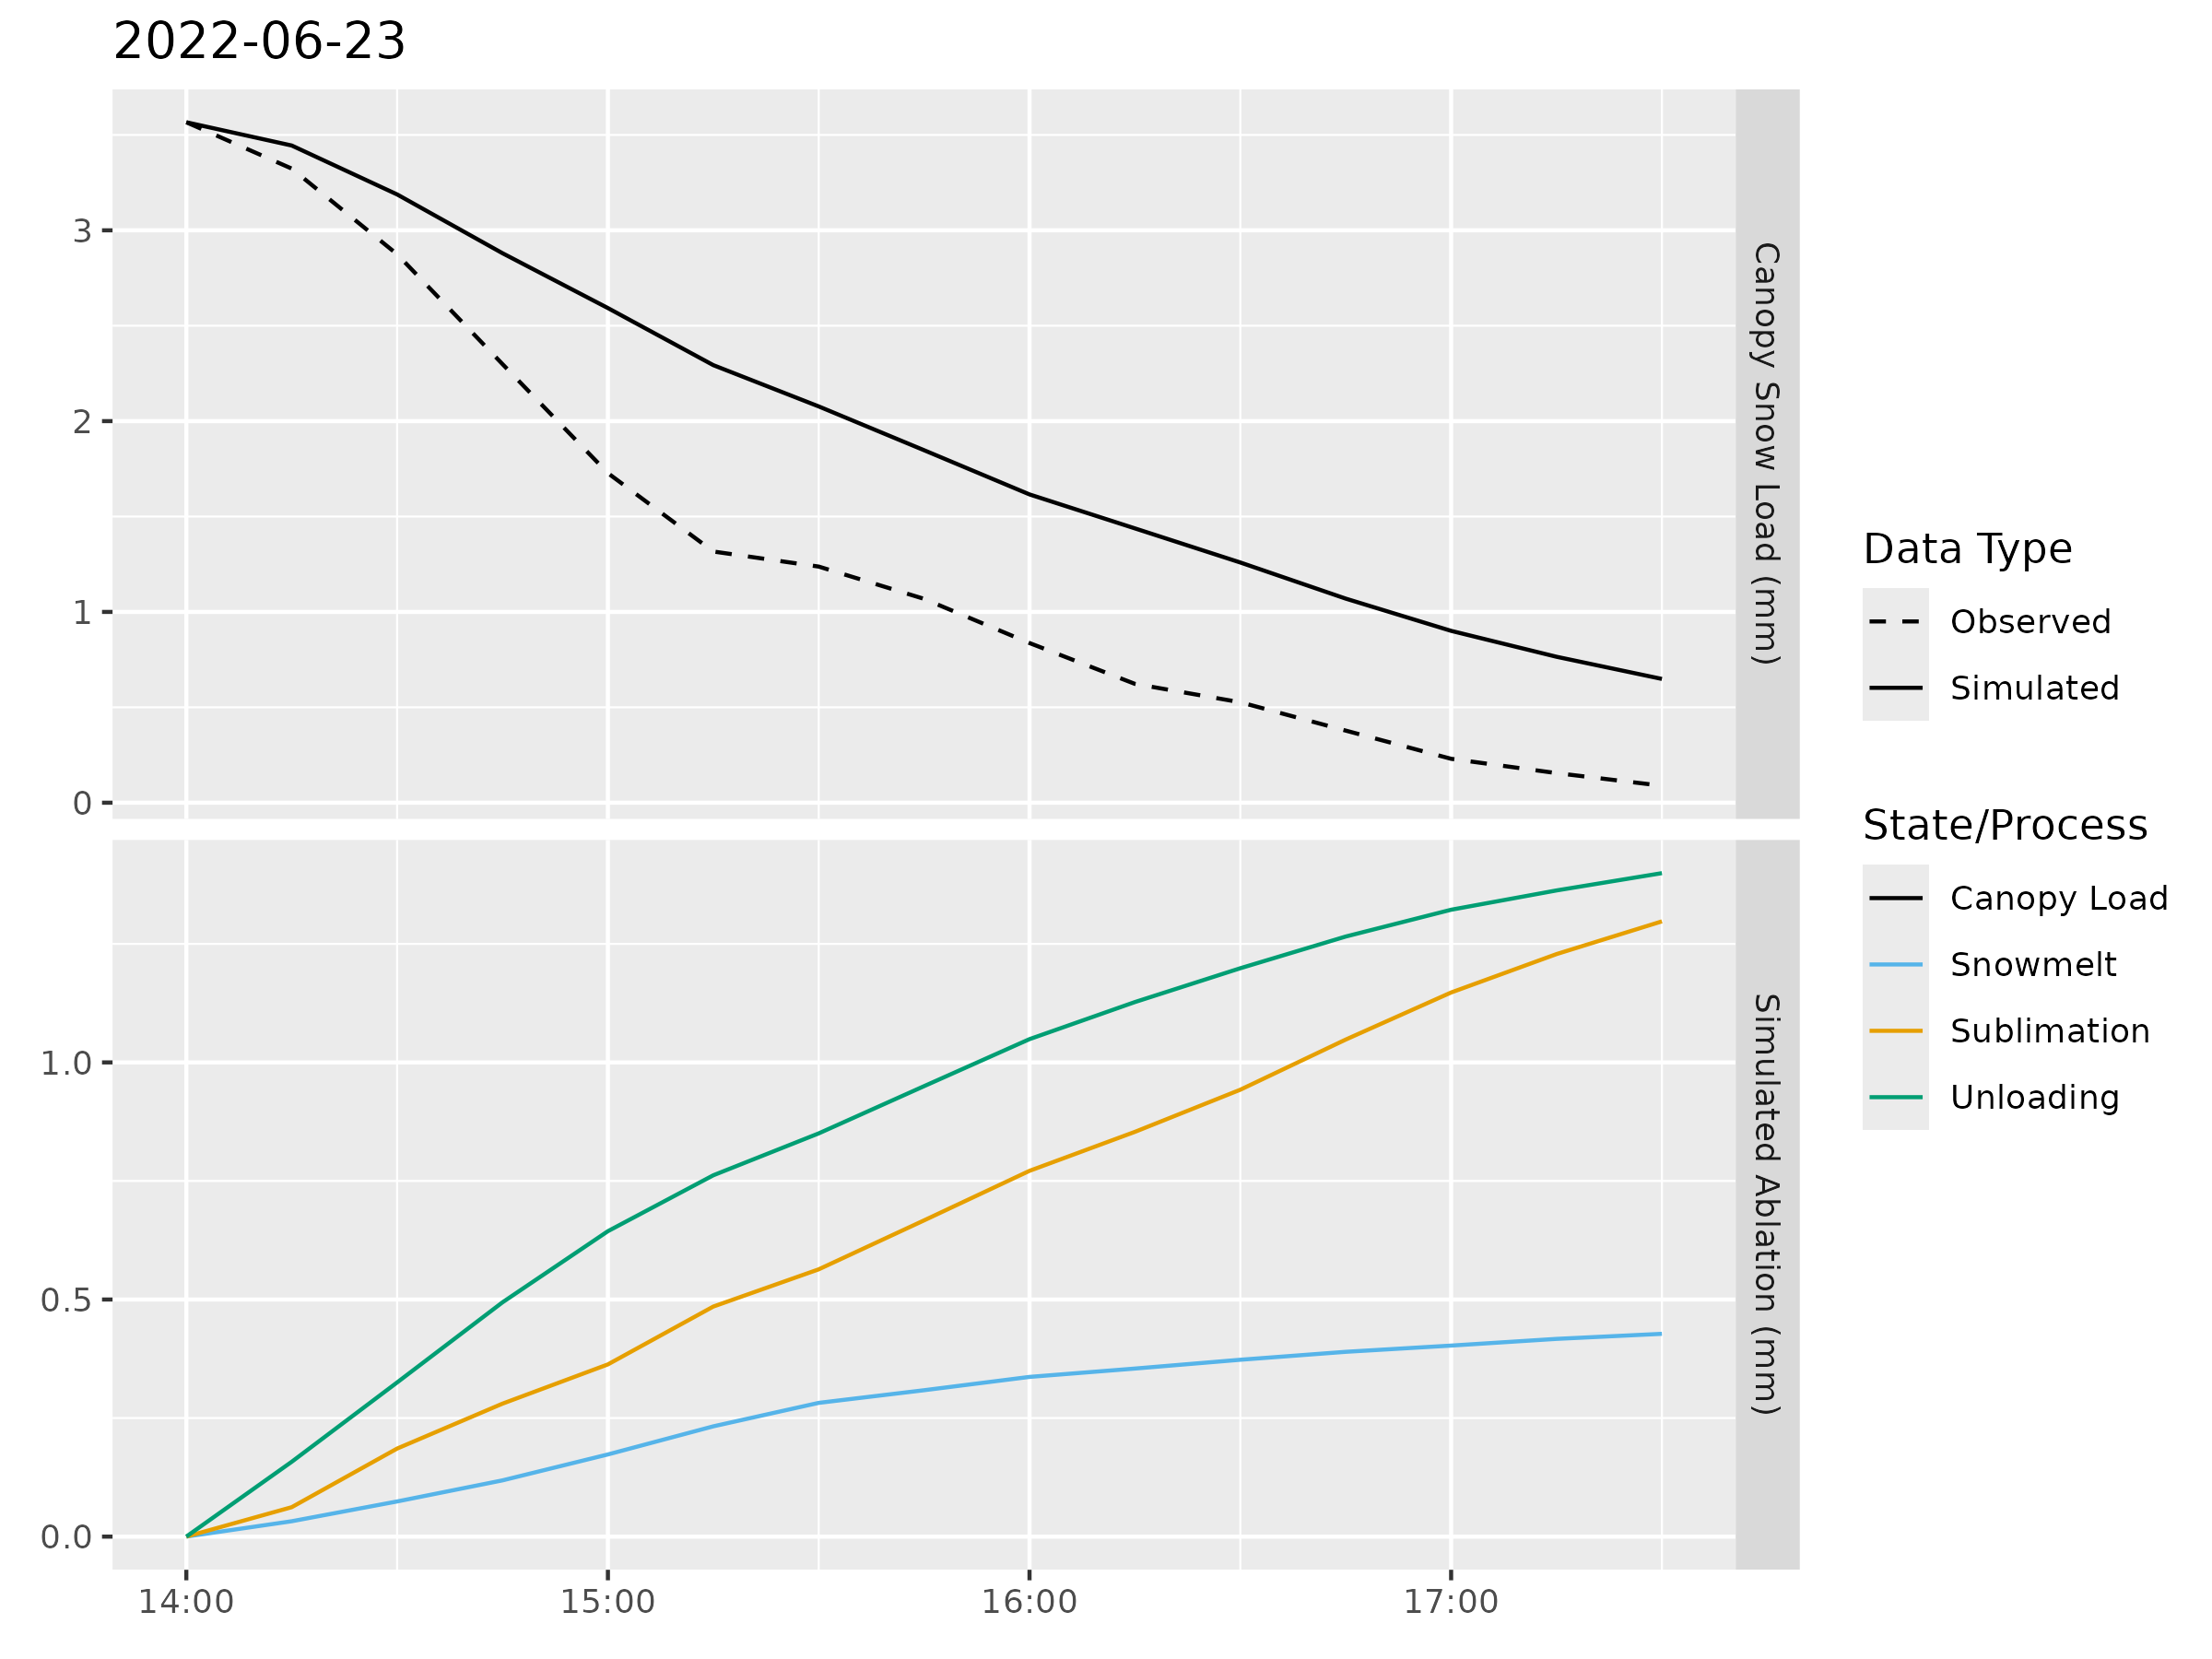 2022-06-23
3
2
1
0
Canopy Snow Load (mm)
1.0
0.5
0.0
Simulated Ablation (mm)
14:00 15:00 16:00 17:00
Data Type
Observed
Simulated
State/Process
Canopy Load
Snowmelt
Sublimation
Unloading